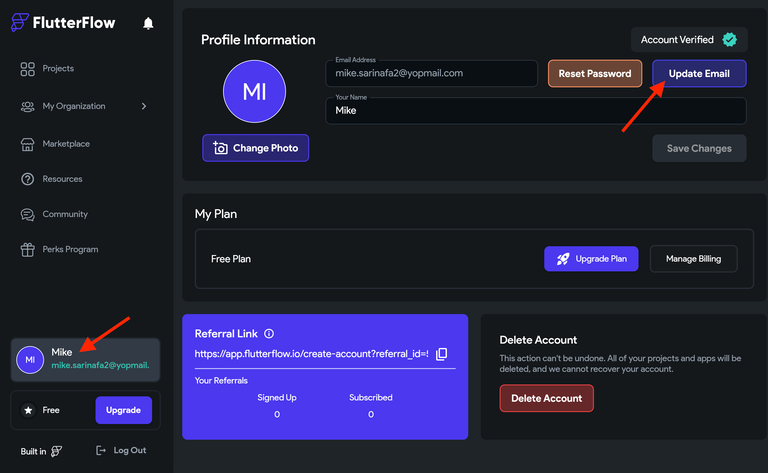 FlutterFlow
Projects
My Organization
Marketplace
Resources
Community
Perks Program
MI
Mike
mike.sarinafa2@yopmail.
Free
Upgrade
Built in
Log Out
Profile Information
Account Verified
MI
Change Photo
Email Address
mike.sarinafa2@yopmail.com
Reset Password
Update Email
Your Name
Mike
Save Changes
My Plan
Free Plan
Upgrade Plan
Manage Billing
Referral Link
https://app.flutterflow.io/create-account?referral_id=
Your Referrals
Signed Up
Subscribed
0
0
Delete Account
This action can't be undone. All of your projects and apps will be
deleted, and we cannot recover your account.
Delete Account